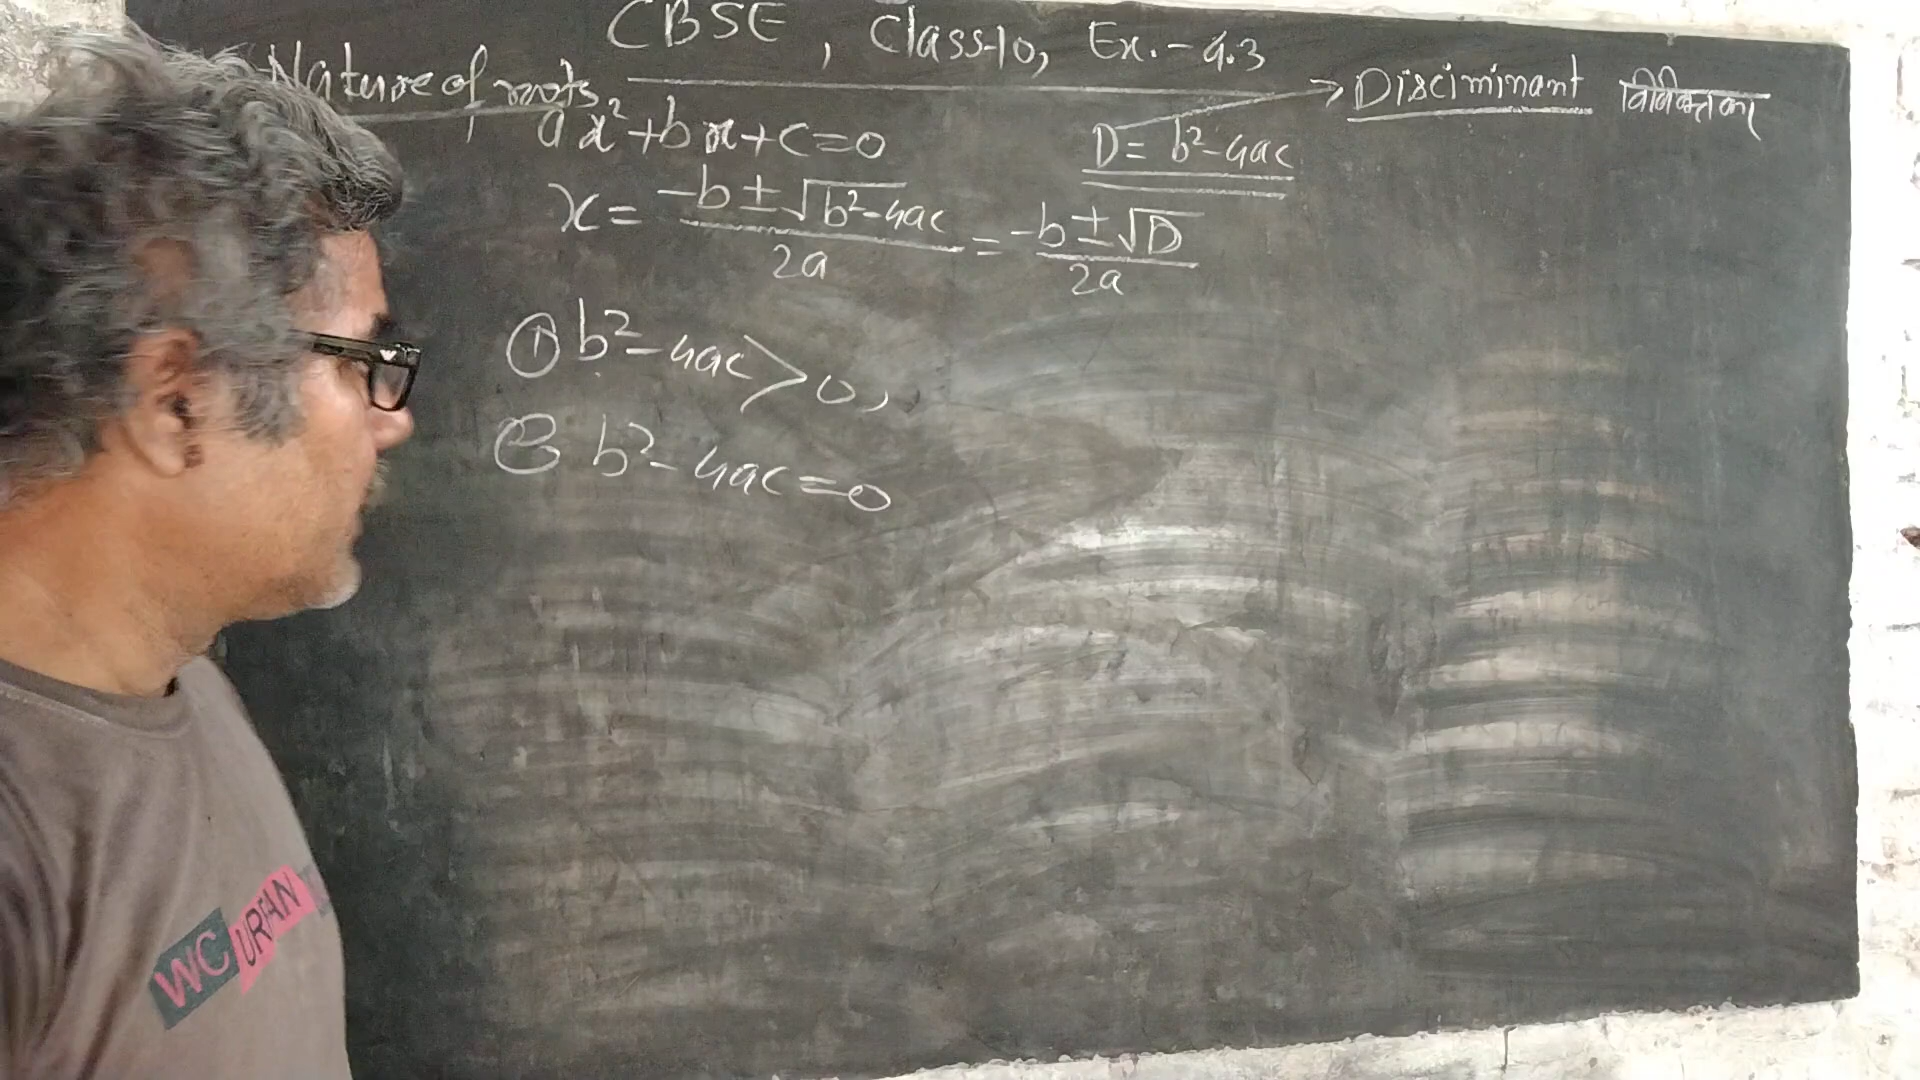 CBSE, Class-10, Ex.-4.3
Nature of roots,
→ Disciminant विविक्तकर
ax²+bx+c=0
D= b²-4ac
x= -b±√b²-4ac / 2a = -b±√D / 2a
① b²-4ac>0,
② b²-4ac=0
WC URBAN